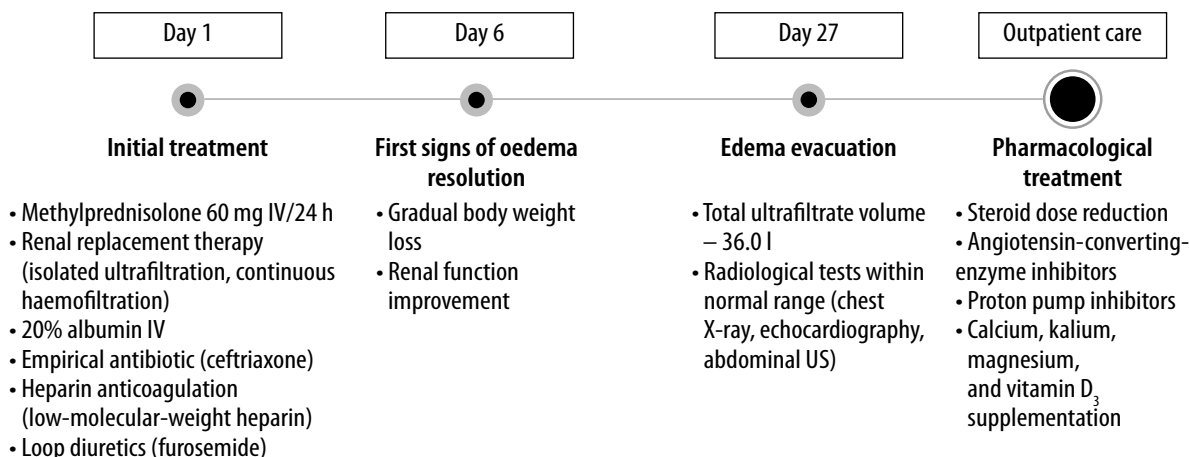 Day 1
Day 6
Day 27
Outpatient care
Initial treatment
• Methylprednisolone 60 mg IV/24 h
• Renal replacement therapy
(isolated ultrafiltration, continuous
haemofiltration)
• 20% albumin IV
• Empirical antibiotic (ceftriaxone)
• Heparin anticoagulation
(low-molecular-weight heparin)
• Loop diuretics (furosemide)
First signs of oedema
resolution
• Gradual body weight
loss
• Renal function
improvement
Edema evacuation
• Total ultrafiltrate volume
– 36.0 l
• Radiological tests within
normal range (chest
X-ray, echocardiography,
abdominal US)
Pharmacological
treatment
• Steroid dose reduction
• Angiotensin-converting-
enzyme inhibitors
• Proton pump inhibitors
• Calcium, kalium,
magnesium,
and vitamin D₃
supplementation